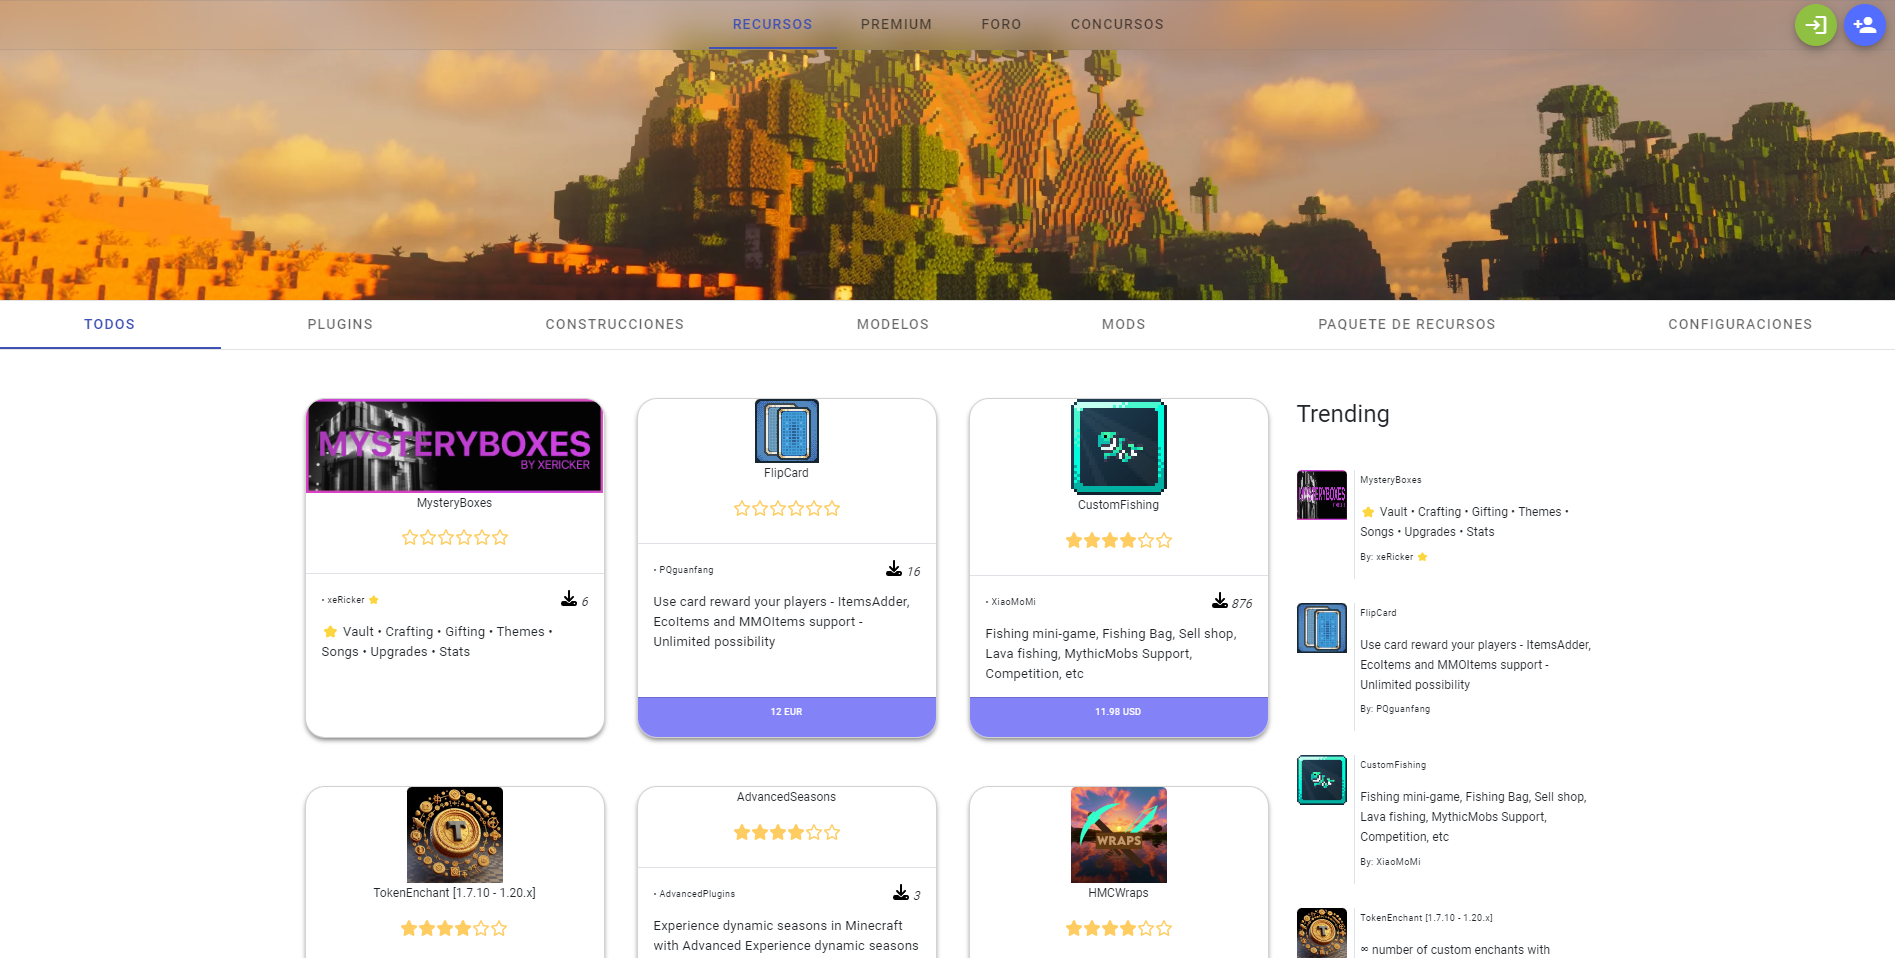 RECURSOS
PREMIUM
FORO
CONCURSOS
TODOS
PLUGINS
CONSTRUCCIONES
MODELOS
MODS
PAQUETE DE RECURSOS
CONFIGURACIONES
MYSTERYBOXES
BY XERICKER
MysteryBoxes
• xeRicker
6
Vault • Crafting • Gifting • Themes •
Songs • Upgrades • Stats
FlipCard
• PQguanfang
16
Use card reward your players - ItemsAdder,
EcoItems and MMOItems support -
Unlimited possibility
12 EUR
CustomFishing
• XiaoMoMi
876
Fishing mini-game, Fishing Bag, Sell shop,
Lava fishing, MythicMobs Support,
Competition, etc
11.98 USD
T
TokenEnchant [1.7.10 - 1.20.x]
AdvancedSeasons
• AdvancedPlugins
3
Experience dynamic seasons in Minecraft
with Advanced Experience dynamic seasons
WRAPS
HMCWraps
Trending
MYSTERYBOXES
MysteryBoxes
Vault • Crafting • Gifting • Themes •
Songs • Upgrades • Stats
By: xeRicker
FlipCard
Use card reward your players - ItemsAdder,
EcoItems and MMOItems support -
Unlimited possibility
By: PQguanfang
CustomFishing
Fishing mini-game, Fishing Bag, Sell shop,
Lava fishing, MythicMobs Support,
Competition, etc
By: XiaoMoMi
T
TokenEnchant [1.7.10 - 1.20.x]
∞ number of custom enchants with